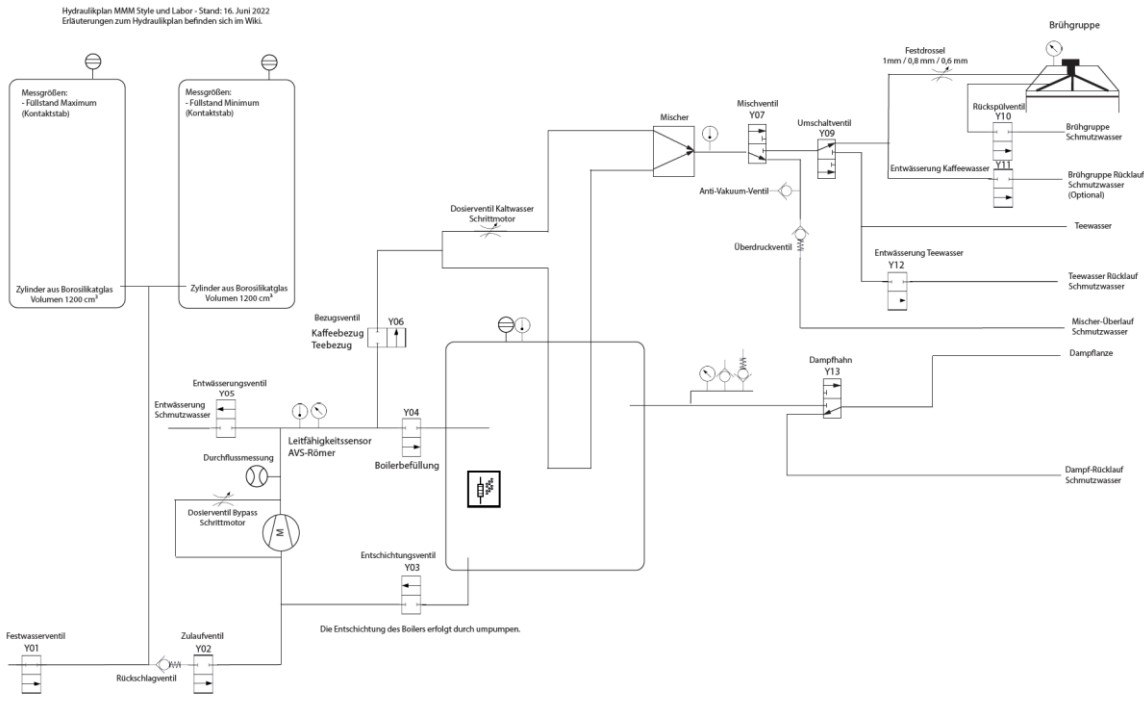 Hydraulikplan MMM Style und Labor - Stand: 16. Juni 2022
Erläuterungen zum Hydraulikplan befinden sich im Wiki.
Brühgruppe
Festdrossel
1mm / 0,8 mm / 0,6 mm
Messgrößen:
- Füllstand Maximum
(Kontaktstab)
Messgrößen:
- Füllstand Minimum
(Kontaktstab)
Mischer
Mischventil
Y07
Umschaltventil
Y09
Rückspülventil
Y10
Brühgruppe
Schmutzwasser
Entwässerung Kaffeewasser
Y11
Brühgruppe Rücklauf
Schmutzwasser
(Optional)
Anti-Vakuum-Ventil
Dosierventil Kaltwasser
Schrittmotor
Teewasser
Überdruckventil
Entwässerung Teewasser
Y12
Teewasser Rücklauf
Schmutzwasser
Zylinder aus Borosilikatglas
Volumen 1200 cm³
Zylinder aus Borosilikatglas
Volumen 1200 cm³
Bezugsventil
Y06
Kaffeebezug
Teebezug
Mischer-Überlauf
Schmutzwasser
Dampflanze
Dampfhahn
Y13
Entwässerungsventil
Y05
Entwässerung
Schmutzwasser
Y04
Leitfähigkeitssensor
AVS-Römer
Boilerbefüllung
Durchflussmessung
Dampf-Rücklauf
Schmutzwasser
Dosierventil Bypass
Schrittmotor
M
Entschichtungsventil
Y03
Die Entschichtung des Boilers erfolgt durch umpumpen.
Festwasserventil
Y01
Zulaufventil
Y02
Rückschlagventil